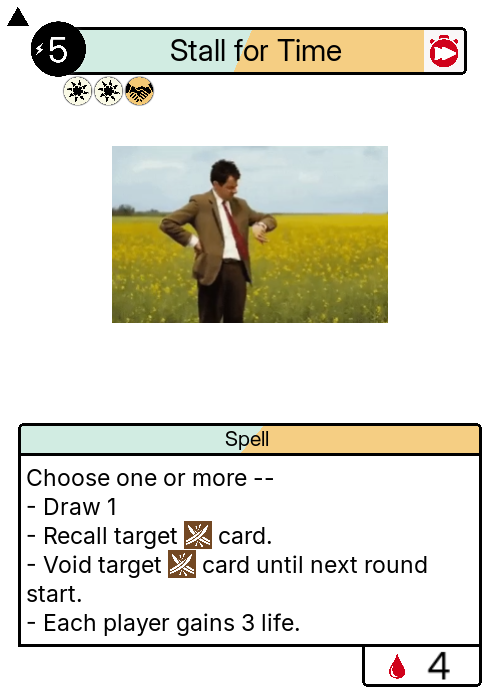 5
Stall for Time
Spell
Choose one or more --
- Draw 1
- Recall target card.
- Void target card until next round
start.
- Each player gains 3 life.
4